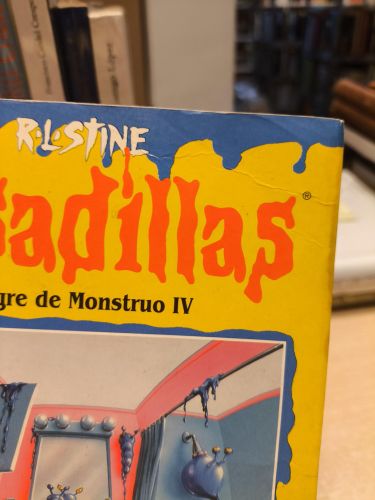 R.L.STINE
sadillas®
gre de Monstruo IV